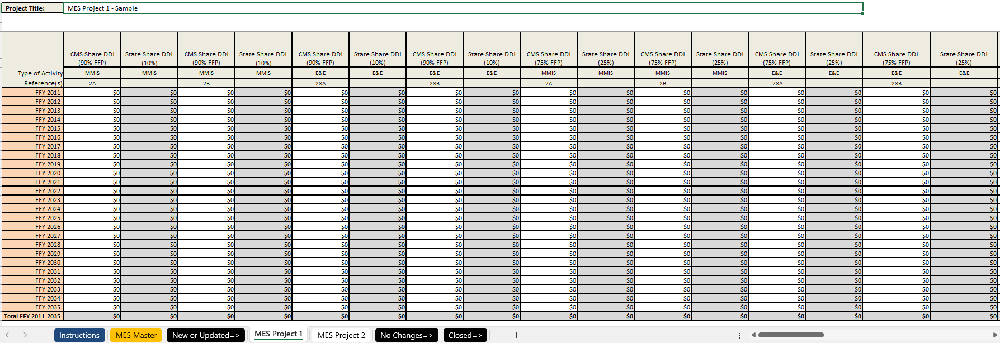 Project Title: MES Project 1 - Sample
CMS Share DDI State Share DDI CMS Share DDI State Share DDI CMS Share DDI State Share DDI CMS Share DDI State Share DDI CMS Share DDI State Share DDI CMS Share DDI State Share DDI CMS Share DDI State Share DDI CMS Share DDI State Share DDI
(90% FFP) (10%) (90% FFP) (10%) (90% FFP) (10%) (90% FFP) (10%) (75% FFP) (25%) (75% FFP) (25%) (75% FFP) (25%) (75% FFP) (25%)
Type of Activity MMIS MMIS MMIS MMIS E&E E&E E&E E&E MMIS MMIS MMIS MMIS E&E E&E E&E E&E
Reference(s) 2A -- 2B -- 28A -- 28B -- 2A -- 2B -- 28A -- 28B --
FFY 2011 $0 $0 $0 $0 $0 $0 $0 $0 $0 $0 $0 $0 $0 $0 $0 $0
FFY 2012 $0 $0 $0 $0 $0 $0 $0 $0 $0 $0 $0 $0 $0 $0 $0 $0
FFY 2013 $0 $0 $0 $0 $0 $0 $0 $0 $0 $0 $0 $0 $0 $0 $0 $0
FFY 2014 $0 $0 $0 $0 $0 $0 $0 $0 $0 $0 $0 $0 $0 $0 $0 $0
FFY 2015 $0 $0 $0 $0 $0 $0 $0 $0 $0 $0 $0 $0 $0 $0 $0 $0
FFY 2016 $0 $0 $0 $0 $0 $0 $0 $0 $0 $0 $0 $0 $0 $0 $0 $0
FFY 2017 $0 $0 $0 $0 $0 $0 $0 $0 $0 $0 $0 $0 $0 $0 $0 $0
FFY 2018 $0 $0 $0 $0 $0 $0 $0 $0 $0 $0 $0 $0 $0 $0 $0 $0
FFY 2019 $0 $0 $0 $0 $0 $0 $0 $0 $0 $0 $0 $0 $0 $0 $0 $0
FFY 2020 $0 $0 $0 $0 $0 $0 $0 $0 $0 $0 $0 $0 $0 $0 $0 $0
FFY 2021 $0 $0 $0 $0 $0 $0 $0 $0 $0 $0 $0 $0 $0 $0 $0 $0
FFY 2022 $0 $0 $0 $0 $0 $0 $0 $0 $0 $0 $0 $0 $0 $0 $0 $0
FFY 2023 $0 $0 $0 $0 $0 $0 $0 $0 $0 $0 $0 $0 $0 $0 $0 $0
FFY 2024 $0 $0 $0 $0 $0 $0 $0 $0 $0 $0 $0 $0 $0 $0 $0 $0
FFY 2025 $0 $0 $0 $0 $0 $0 $0 $0 $0 $0 $0 $0 $0 $0 $0 $0
FFY 2026 $0 $0 $0 $0 $0 $0 $0 $0 $0 $0 $0 $0 $0 $0 $0 $0
FFY 2027 $0 $0 $0 $0 $0 $0 $0 $0 $0 $0 $0 $0 $0 $0 $0 $0
FFY 2028 $0 $0 $0 $0 $0 $0 $0 $0 $0 $0 $0 $0 $0 $0 $0 $0
FFY 2029 $0 $0 $0 $0 $0 $0 $0 $0 $0 $0 $0 $0 $0 $0 $0 $0
FFY 2030 $0 $0 $0 $0 $0 $0 $0 $0 $0 $0 $0 $0 $0 $0 $0 $0
FFY 2031 $0 $0 $0 $0 $0 $0 $0 $0 $0 $0 $0 $0 $0 $0 $0 $0
FFY 2032 $0 $0 $0 $0 $0 $0 $0 $0 $0 $0 $0 $0 $0 $0 $0 $0
FFY 2033 $0 $0 $0 $0 $0 $0 $0 $0 $0 $0 $0 $0 $0 $0 $0 $0
FFY 2034 $0 $0 $0 $0 $0 $0 $0 $0 $0 $0 $0 $0 $0 $0 $0 $0
FFY 2035 $0 $0 $0 $0 $0 $0 $0 $0 $0 $0 $0 $0 $0 $0 $0 $0
Total FFY 2011-2035 $0 $0 $0 $0 $0 $0 $0 $0 $0 $0 $0 $0 $0 $0 $0 $0
Instructions MES Master New or Updated=> MES Project 1 MES Project 2 No Changes=> Closed=> +